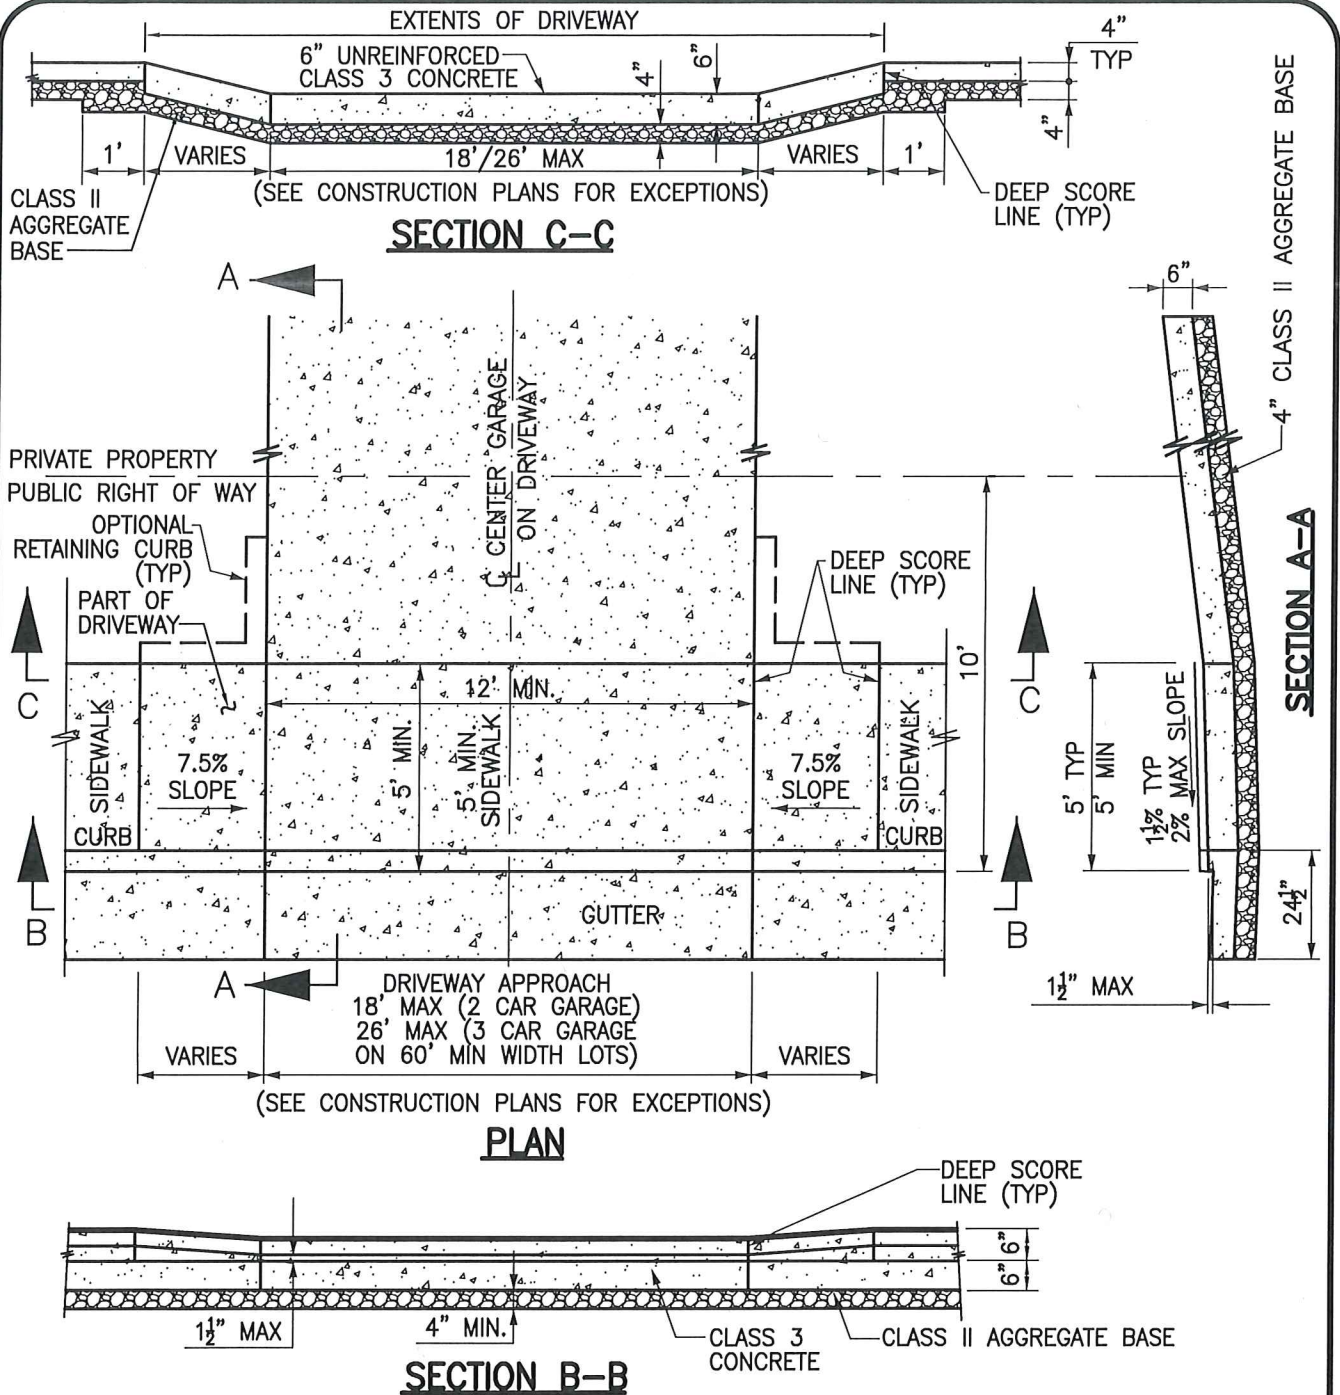 EXTENTS OF DRIVEWAY
6" UNREINFORCED
CLASS 3 CONCRETE
4"
6"
4"
TYP
4"
1'
VARIES
18'/26' MAX
VARIES
1'
(SEE CONSTRUCTION PLANS FOR EXCEPTIONS)
CLASS II
AGGREGATE
BASE
DEEP SCORE
LINE (TYP)
SECTION C-C
4" CLASS II AGGREGATE BASE
6"
SECTION A-A
A
CL CENTER GARAGE
ON DRIVEWAY
PRIVATE PROPERTY
PUBLIC RIGHT OF WAY
OPTIONAL
RETAINING CURB
(TYP)
PART OF
DRIVEWAY
DEEP SCORE
LINE (TYP)
10'
C
C
12' MIN.
SIDEWALK
7.5%
SLOPE
5' MIN.
5' MIN.
SIDEWALK
7.5%
SLOPE
SIDEWALK
CURB
CURB
5' TYP
5' MIN
1½% TYP
2% MAX SLOPE
24½"
1½" MAX
B
B
GUTTER
A
DRIVEWAY APPROACH
18' MAX (2 CAR GARAGE)
26' MAX (3 CAR GARAGE
ON 60' MIN WIDTH LOTS)
VARIES
VARIES
(SEE CONSTRUCTION PLANS FOR EXCEPTIONS)
PLAN
DEEP SCORE
LINE (TYP)
6"
6"
1½" MAX
4" MIN.
CLASS 3
CONCRETE
CLASS II AGGREGATE BASE
SECTION B-B